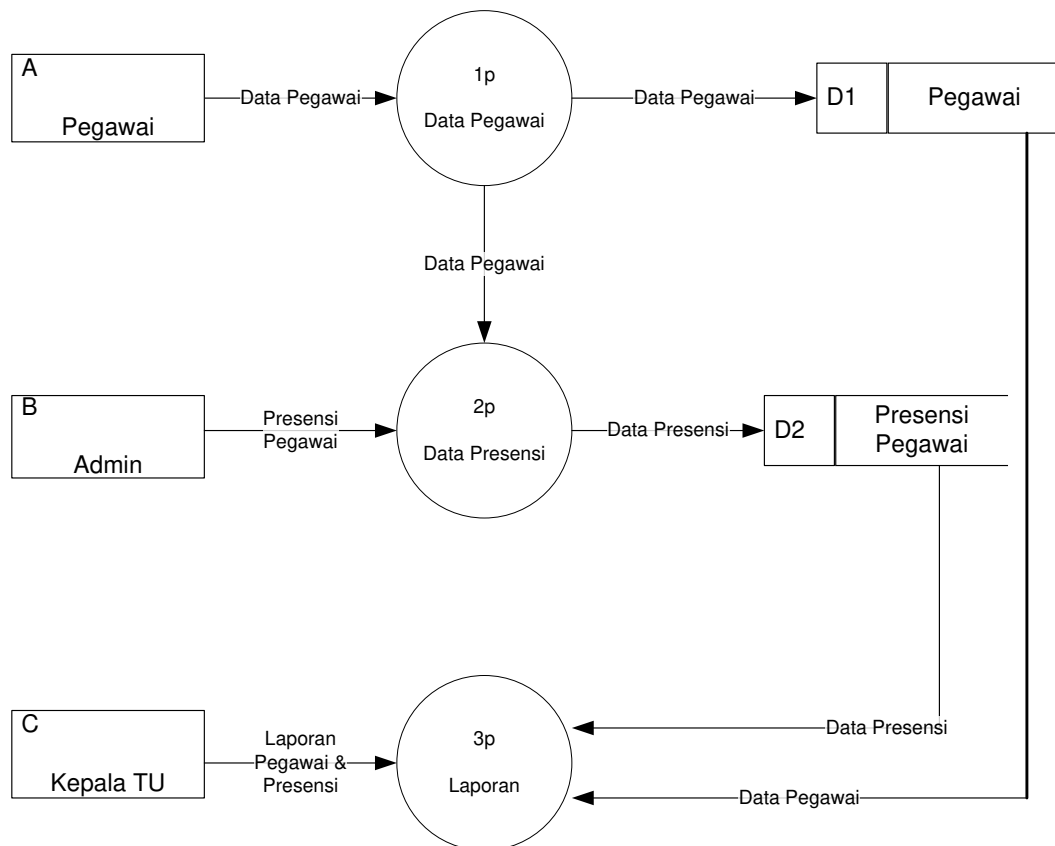 A
Pegawai
Data Pegawai
1p
Data Pegawai
Data Pegawai
D1
Pegawai
Data Pegawai
B
Admin
Presensi
Pegawai
2p
Data Presensi
Data Presensi
D2
Presensi
Pegawai
C
Kepala TU
Laporan
Pegawai &
Presensi
3p
Laporan
Data Presensi
Data Pegawai